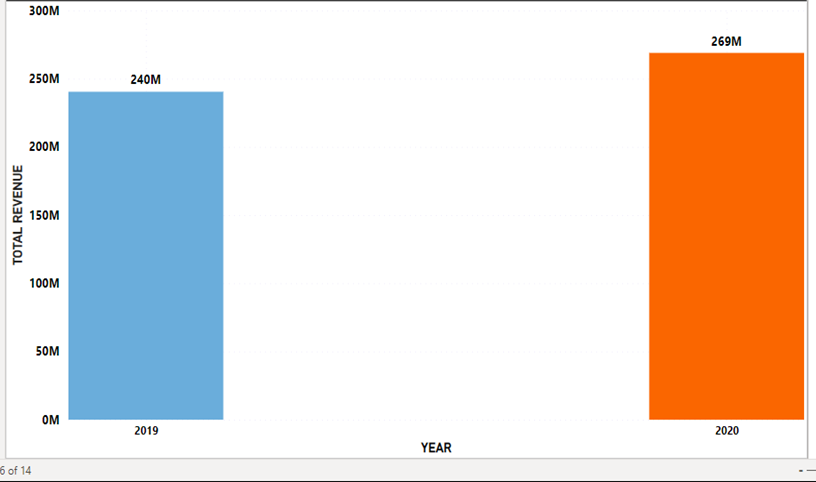 300M
269M
250M
240M
200M
150M
100M
50M
0M
TOTAL REVENUE
2019
2020
YEAR
6 of 14